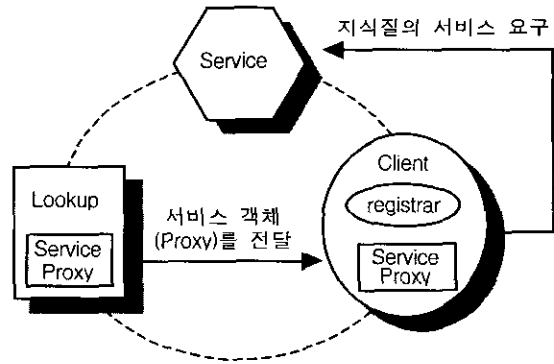 지식질의 서비스 요구
Service
Client
Lookup
registrar
서비스 객체
(Proxy)를 전달
Service
Proxy
Service
Proxy